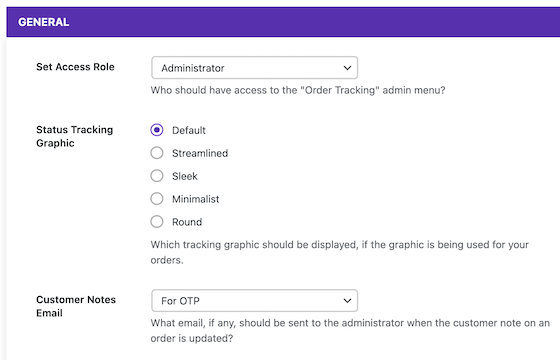 GENERAL
Set Access Role
Administrator
Who should have access to the "Order Tracking" admin menu?
Status Tracking
Graphic
Default
Streamlined
Sleek
Minimalist
Round
Which tracking graphic should be displayed, if the graphic is being used for your
orders.
Customer Notes
Email
For OTP
What email, if any, should be sent to the administrator when the customer note on an
order is updated?